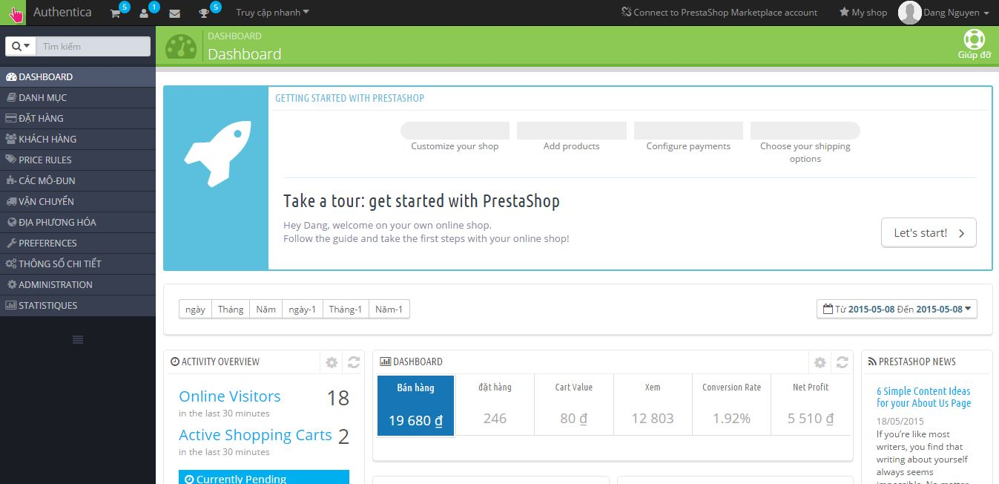 Authentica 5 1 5 Truy cập nhanh Connect to PrestaShop Marketplace account My shop Dang Nguyen
Tìm kiếm
DASHBOARD
DANH MỤC
ĐẶT HÀNG
KHÁCH HÀNG
PRICE RULES
CÁC MÔ-ĐUN
VẬN CHUYỂN
ĐỊA PHƯƠNG HÓA
PREFERENCES
THÔNG SỐ CHI TIẾT
ADMINISTRATION
STATISTIQUES
DASHBOARD
Dashboard
Giúp đỡ
GETTING STARTED WITH PRESTASHOP
Customize your shop
Add products
Configure payments
Choose your shipping
options
Take a tour: get started with PrestaShop
Hey Dang, welcome on your own online shop.
Follow the guide and take the first steps with your online shop!
Let's start!
ngày Tháng Năm ngày-1 Tháng-1 Năm-1
Từ 2015-05-08 Đến 2015-05-08
ACTIVITY OVERVIEW
Online Visitors 18
in the last 30 minutes
Active Shopping Carts 2
in the last 30 minutes
Currently Pending
DASHBOARD
Bán hàng đặt hàng Cart Value Xem Conversion Rate Net Profit
19 680 ₫ 246 80 ₫ 12 803 1.92% 5 510 ₫
PRESTASHOP NEWS
6 Simple Content Ideas
for your About Us Page
18/05/2015
If you're like most
writers, you find that
writing about yourself
always seems
impossible. No matter